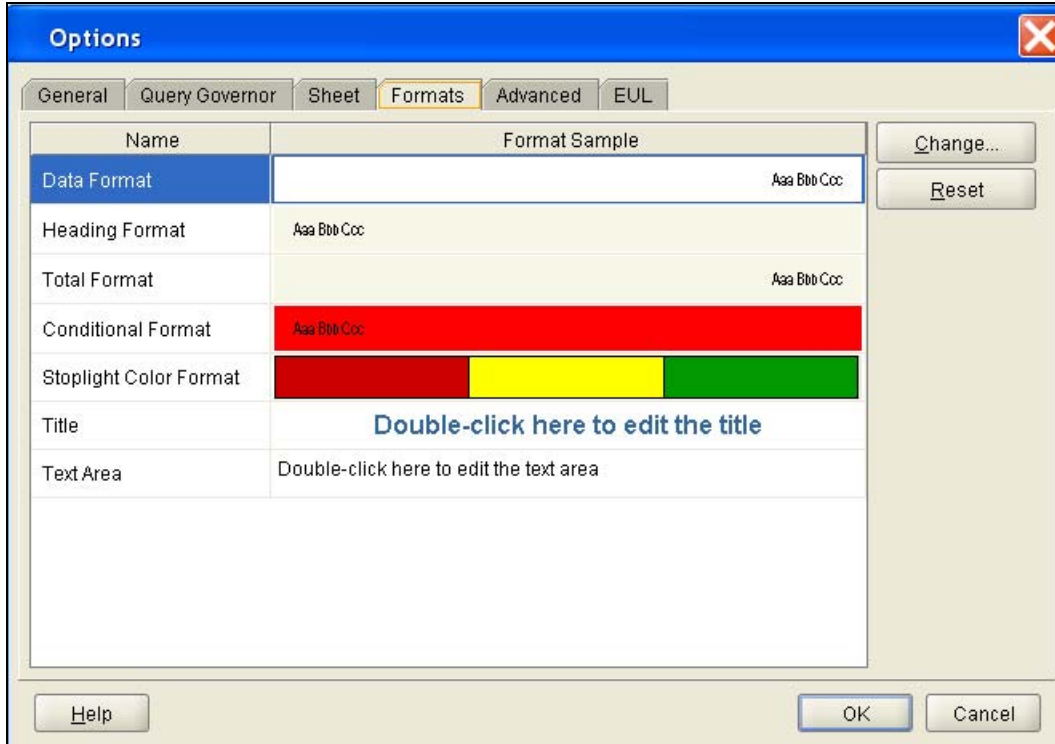 Options
General Query Governor Sheet Formats Advanced EUL
Name Format Sample
Change...
Data Format Aaa Bbb Ccc
Reset
Heading Format Aaa Bbb Ccc
Total Format Aaa Bbb Ccc
Conditional Format Aaa Bbb Ccc
Stoplight Color Format
Title Double-click here to edit the title
Text Area Double-click here to edit the text area
Help OK Cancel